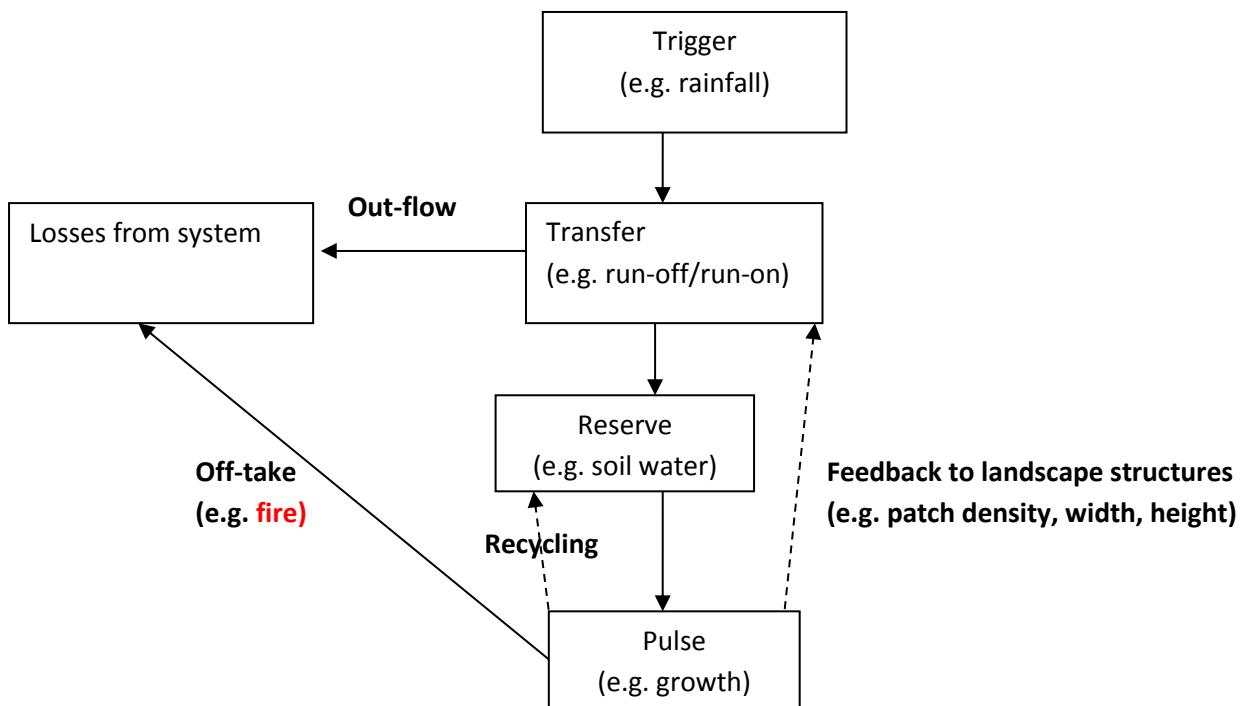 Trigger
(e.g. rainfall)
Out-flow
Losses from system
Transfer
(e.g. run-off/run-on)
Reserve
(e.g. soil water)
Off-take
(e.g. fire)
Feedback to landscape structures
(e.g. patch density, width, height)
Recycling
Pulse
(e.g. growth)